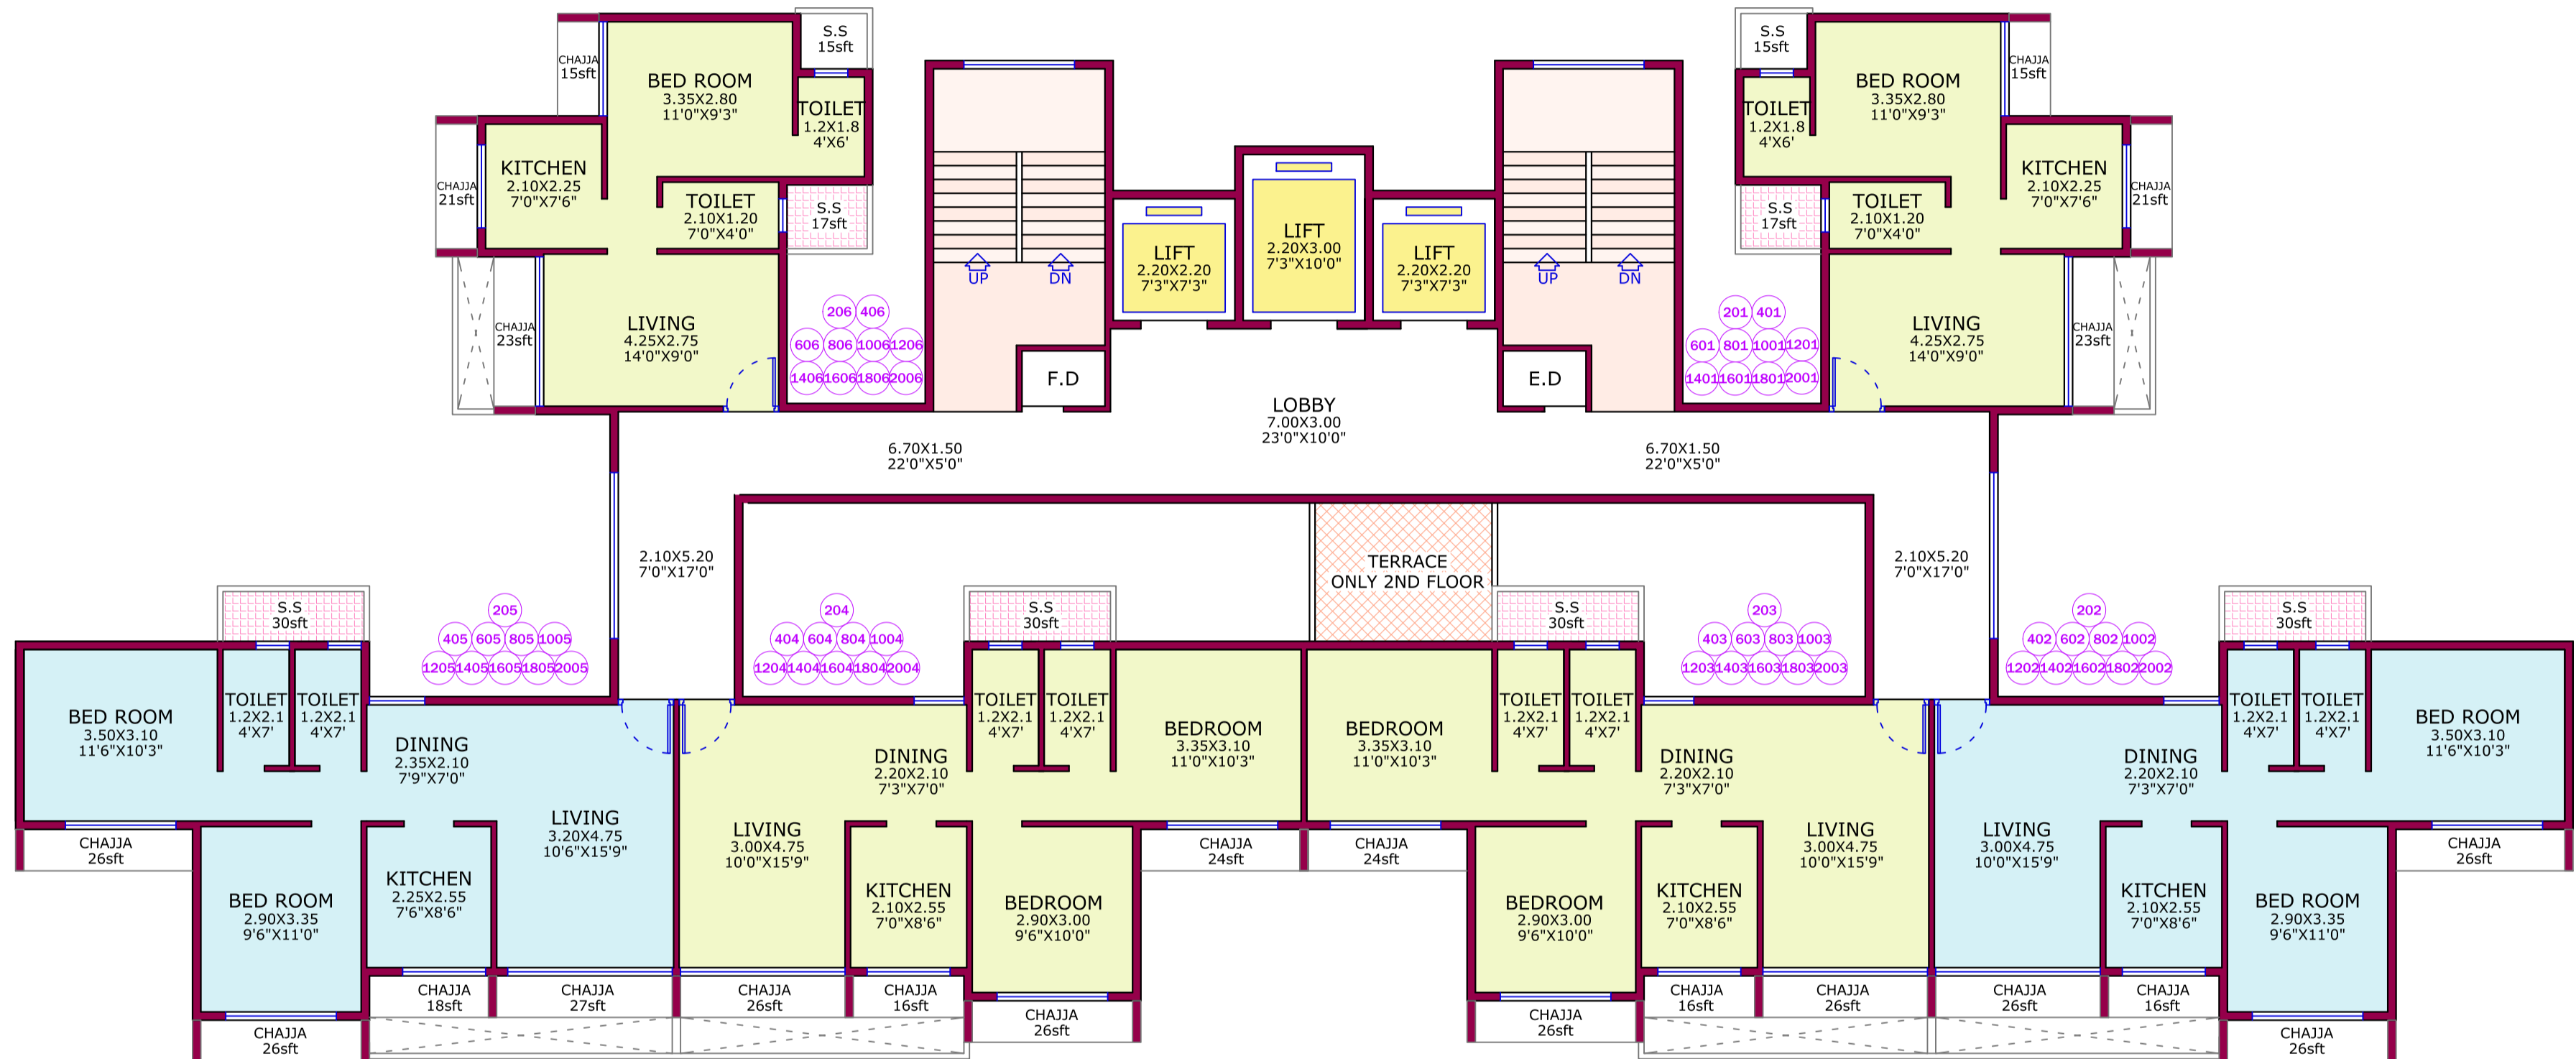 CHAJJA
15sft
BED ROOM
3.35X2.80
11'0"X9'3"
S.S
15sft
TOILET
1.2X1.8
4'X6'
CHAJJA
21sft
KITCHEN
2.10X2.25
7'0"X7'6"
TOILET
2.10X1.20
7'0"X4'0"
S.S
17sft
CHAJJA
23sft
LIVING
4.25X2.75
14'0"X9'0"
206 406
606 806 1006 1206
1406 1606 1806 2006
UP
DN
F.D
LIFT
2.20X2.20
7'3"X7'3"
LIFT
2.20X3.00
7'3"X10'0"
LIFT
2.20X2.20
7'3"X7'3"
UP
DN
E.D
LOBBY
7.00X3.00
23'0"X10'0"
S.S
15sft
TOILET
1.2X1.8
4'X6'
BED ROOM
3.35X2.80
11'0"X9'3"
CHAJJA
15sft
S.S
17sft
TOILET
2.10X1.20
7'0"X4'0"
KITCHEN
2.10X2.25
7'0"X7'6"
CHAJJA
21sft
201 401
601 801 1001 1201
1401 1601 1801 2001
LIVING
4.25X2.75
14'0"X9'0"
CHAJJA
23sft
6.70X1.50
22'0"X5'0"
6.70X1.50
22'0"X5'0"
2.10X5.20
7'0"X17'0"
TERRACE
ONLY 2ND FLOOR
2.10X5.20
7'0"X17'0"
S.S
30sft
205
405 605 805 1005
1205 1405 1605 1805 2005
204
404 604 804 1004
1204 1404 1604 1804 2004
S.S
30sft
S.S
30sft
203
403 603 803 1003
1203 1403 1603 1803 2003
202
402 602 802 1002
1202 1402 1602 1802 2002
S.S
30sft
BED ROOM
3.50X3.10
11'6"X10'3"
TOILET
1.2X2.1
4'X7'
TOILET
1.2X2.1
4'X7'
DINING
2.35X2.10
7'9"X7'0"
LIVING
3.20X4.75
10'6"X15'9"
CHAJJA
26sft
BED ROOM
2.90X3.35
9'6"X11'0"
KITCHEN
2.25X2.55
7'6"X8'6"
CHAJJA
26sft
CHAJJA
18sft
CHAJJA
27sft
LIVING
3.00X4.75
10'0"X15'9"
DINING
2.20X2.10
7'3"X7'0"
TOILET
1.2X2.1
4'X7'
TOILET
1.2X2.1
4'X7'
BEDROOM
3.35X3.10
11'0"X10'3"
KITCHEN
2.10X2.55
7'0"X8'6"
BEDROOM
2.90X3.00
9'6"X10'0"
CHAJJA
24sft
CHAJJA
26sft
CHAJJA
16sft
CHAJJA
26sft
BEDROOM
3.35X3.10
11'0"X10'3"
TOILET
1.2X2.1
4'X7'
TOILET
1.2X2.1
4'X7'
DINING
2.20X2.10
7'3"X7'0"
LIVING
3.00X4.75
10'0"X15'9"
CHAJJA
24sft
BEDROOM
2.90X3.00
9'6"X10'0"
KITCHEN
2.10X2.55
7'0"X8'6"
CHAJJA
26sft
CHAJJA
16sft
CHAJJA
26sft
LIVING
3.00X4.75
10'0"X15'9"
DINING
2.20X2.10
7'3"X7'0"
TOILET
1.2X2.1
4'X7'
TOILET
1.2X2.1
4'X7'
BED ROOM
3.50X3.10
11'6"X10'3"
KITCHEN
2.10X2.55
7'0"X8'6"
BED ROOM
2.90X3.35
9'6"X11'0"
CHAJJA
26sft
CHAJJA
26sft
CHAJJA
16sft
CHAJJA
26sft